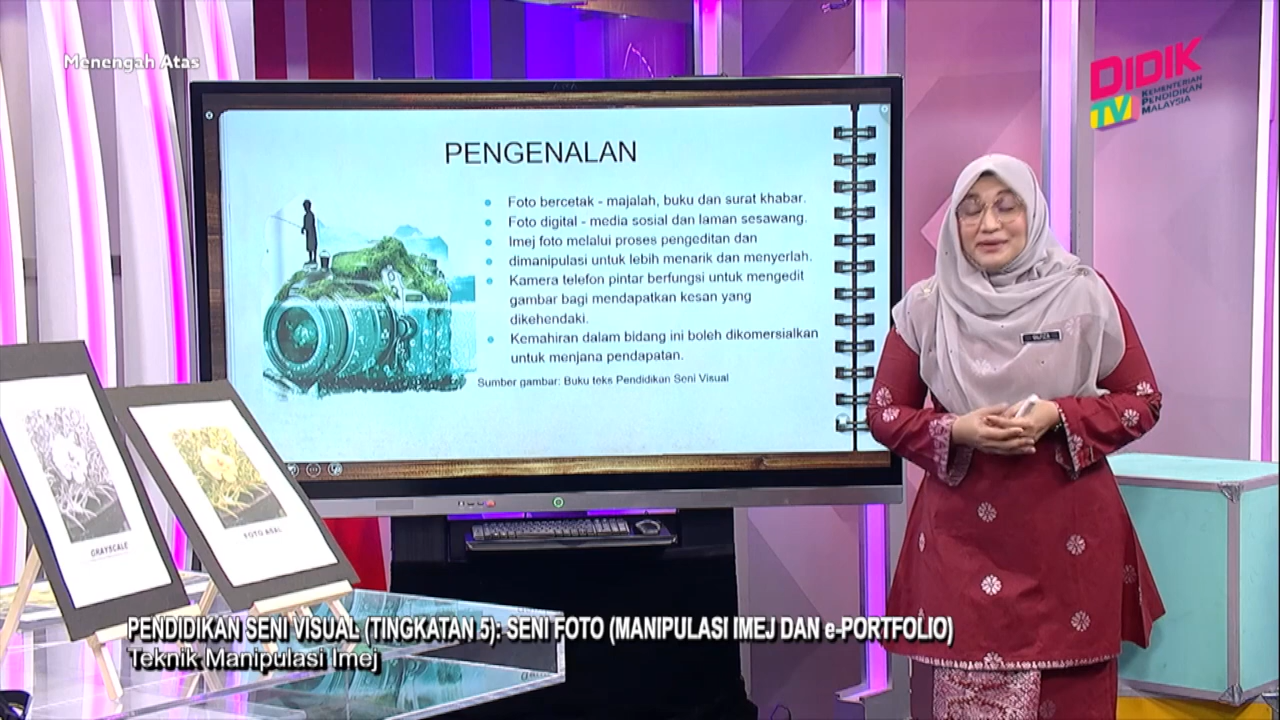 Menengah Atas
DIDIK
TV
KEMENTERIAN
PENDIDIKAN
MALAYSIA
PENGENALAN
Foto bercetak - majalah, buku dan surat khabar.
Foto digital - media sosial dan laman sesawang.
Imej foto melalui proses pengeditan dan
dimanipulasi untuk lebih menarik dan menyerlah.
Kamera telefon pintar berfungsi untuk mengedit
gambar bagi mendapatkan kesan yang
dikehendaki.
Kemahiran dalam bidang ini boleh dikomersialkan
untuk menjana pendapatan.
Sumber gambar: Buku teks Pendidikan Seni Visual
GRAYSCALE
FOTO ASAL
PENDIDIKAN SENI VISUAL (TINGKATAN 5): SENI FOTO (MANIPULASI IMEJ DAN e-PORTFOLIO)
Teknik Manipulasi Imej